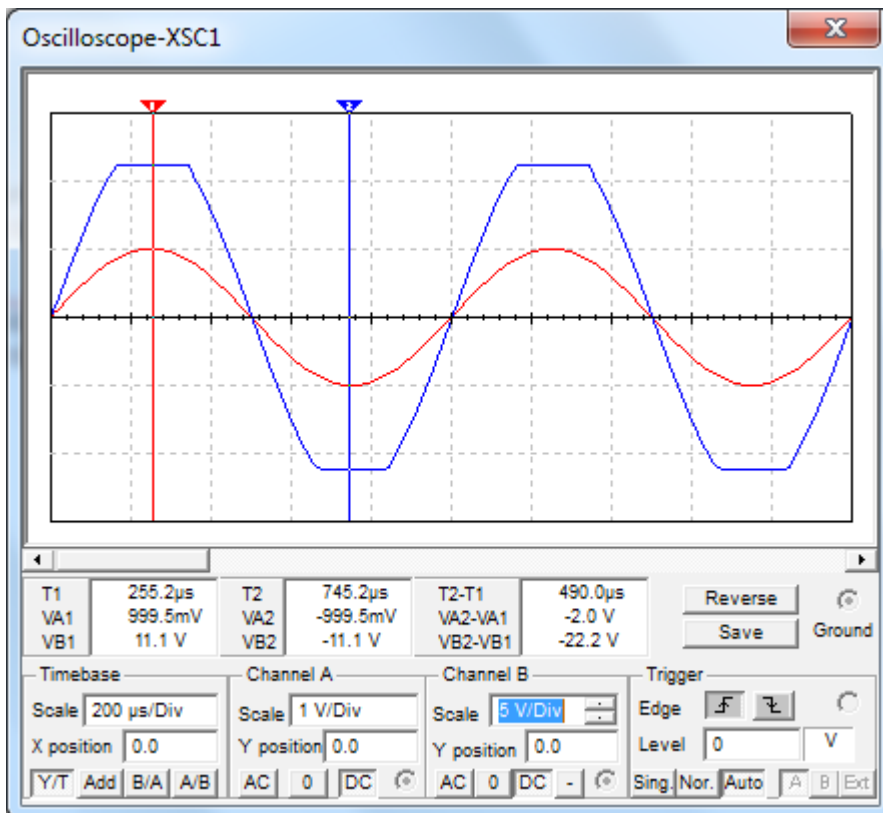 Oscilloscope-XSC1
1 2
T1 255.2µs T2 745.2µs T2-T1 490.0µs Reverse
VA1 999.5mV VA2 -999.5mV VA2-VA1 -2.0 V
VB1 11.1 V VB2 -11.1 V VB2-VB1 -22.2 V Save Ground
Timebase Channel A Channel B Trigger
Scale 200 µs/Div Scale 1 V/Div Scale 5 V/Div Edge
X position 0.0 Y position 0.0 Y position 0.0 Level 0 V
Y/T Add B/A A/B AC 0 DC AC 0 DC - Sing. Nor. Auto A B Ext